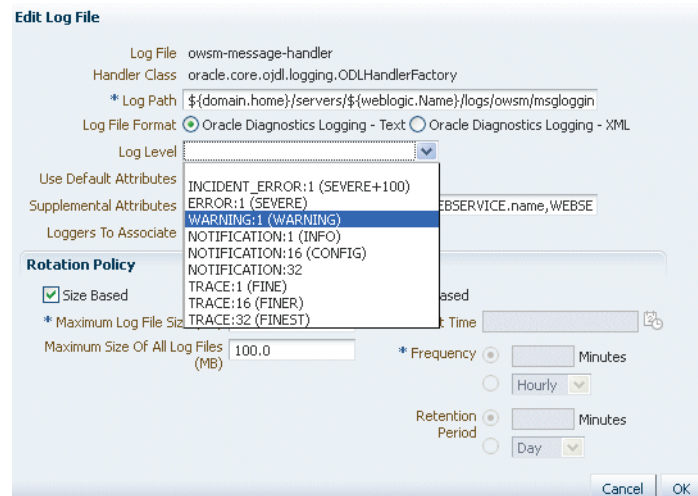 Edit Log File
Log File owsm-message-handler
Handler Class oracle.core.ojdl.logging.ODLHandlerFactory
* Log Path ${domain.home}/servers/${weblogic.Name}/logs/owsm/msgloggin
Log File Format Oracle Diagnostics Logging - Text Oracle Diagnostics Logging - XML
Log Level
Use Default Attributes
INCIDENT_ERROR:1 (SEVERE+100)
ERROR:1 (SEVERE)
Supplemental Attributes EBSERVICE.name,WEBSE
WARNING:1 (WARNING)
Loggers To Associate
NOTIFICATION:1 (INFO)
NOTIFICATION:16 (CONFIG)
NOTIFICATION:32
TRACE:1 (FINE)
TRACE:16 (FINER)
TRACE:32 (FINEST)
Rotation Policy
Size Based ased
* Maximum Log File Siz t Time
Maximum Size Of All Log Files (MB) 100.0
* Frequency Minutes
Hourly
Retention Period Minutes
Day
Cancel OK